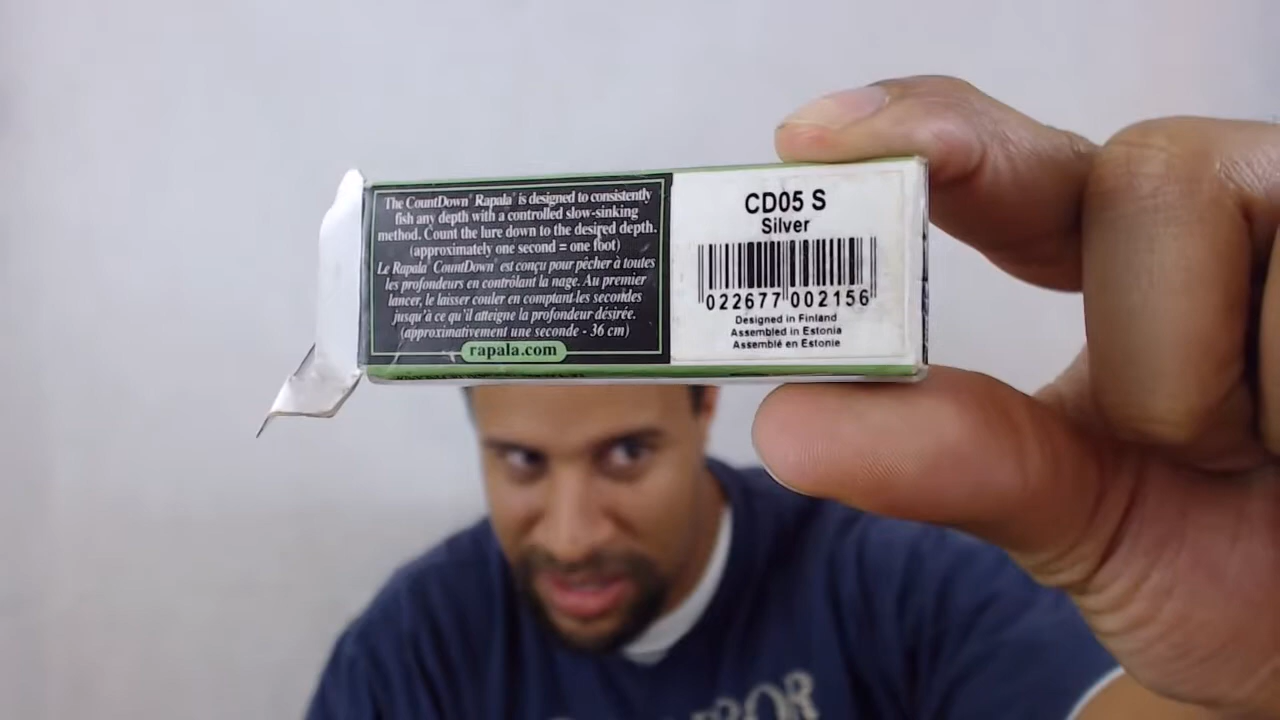 The CountDown® Rapala® is designed to consistently
fish any depth with a controlled slow-sinking
method. Count the lure down to the desired depth.
(approximately one second = one foot)
Le Rapala® CountDown® est conçu pour pêcher à toutes
les profondeurs en contrôlant la nage. Au premier
lancer, le laisser couler en comptant les secondes
jusqu'à ce qu'il atteigne la profondeur désirée.
(approximativement une seconde - 36 cm)
rapala.com
CD05 S
Silver
022677 002156
Designed in Finland
Assembled in Estonia
Assemblé en Estonie